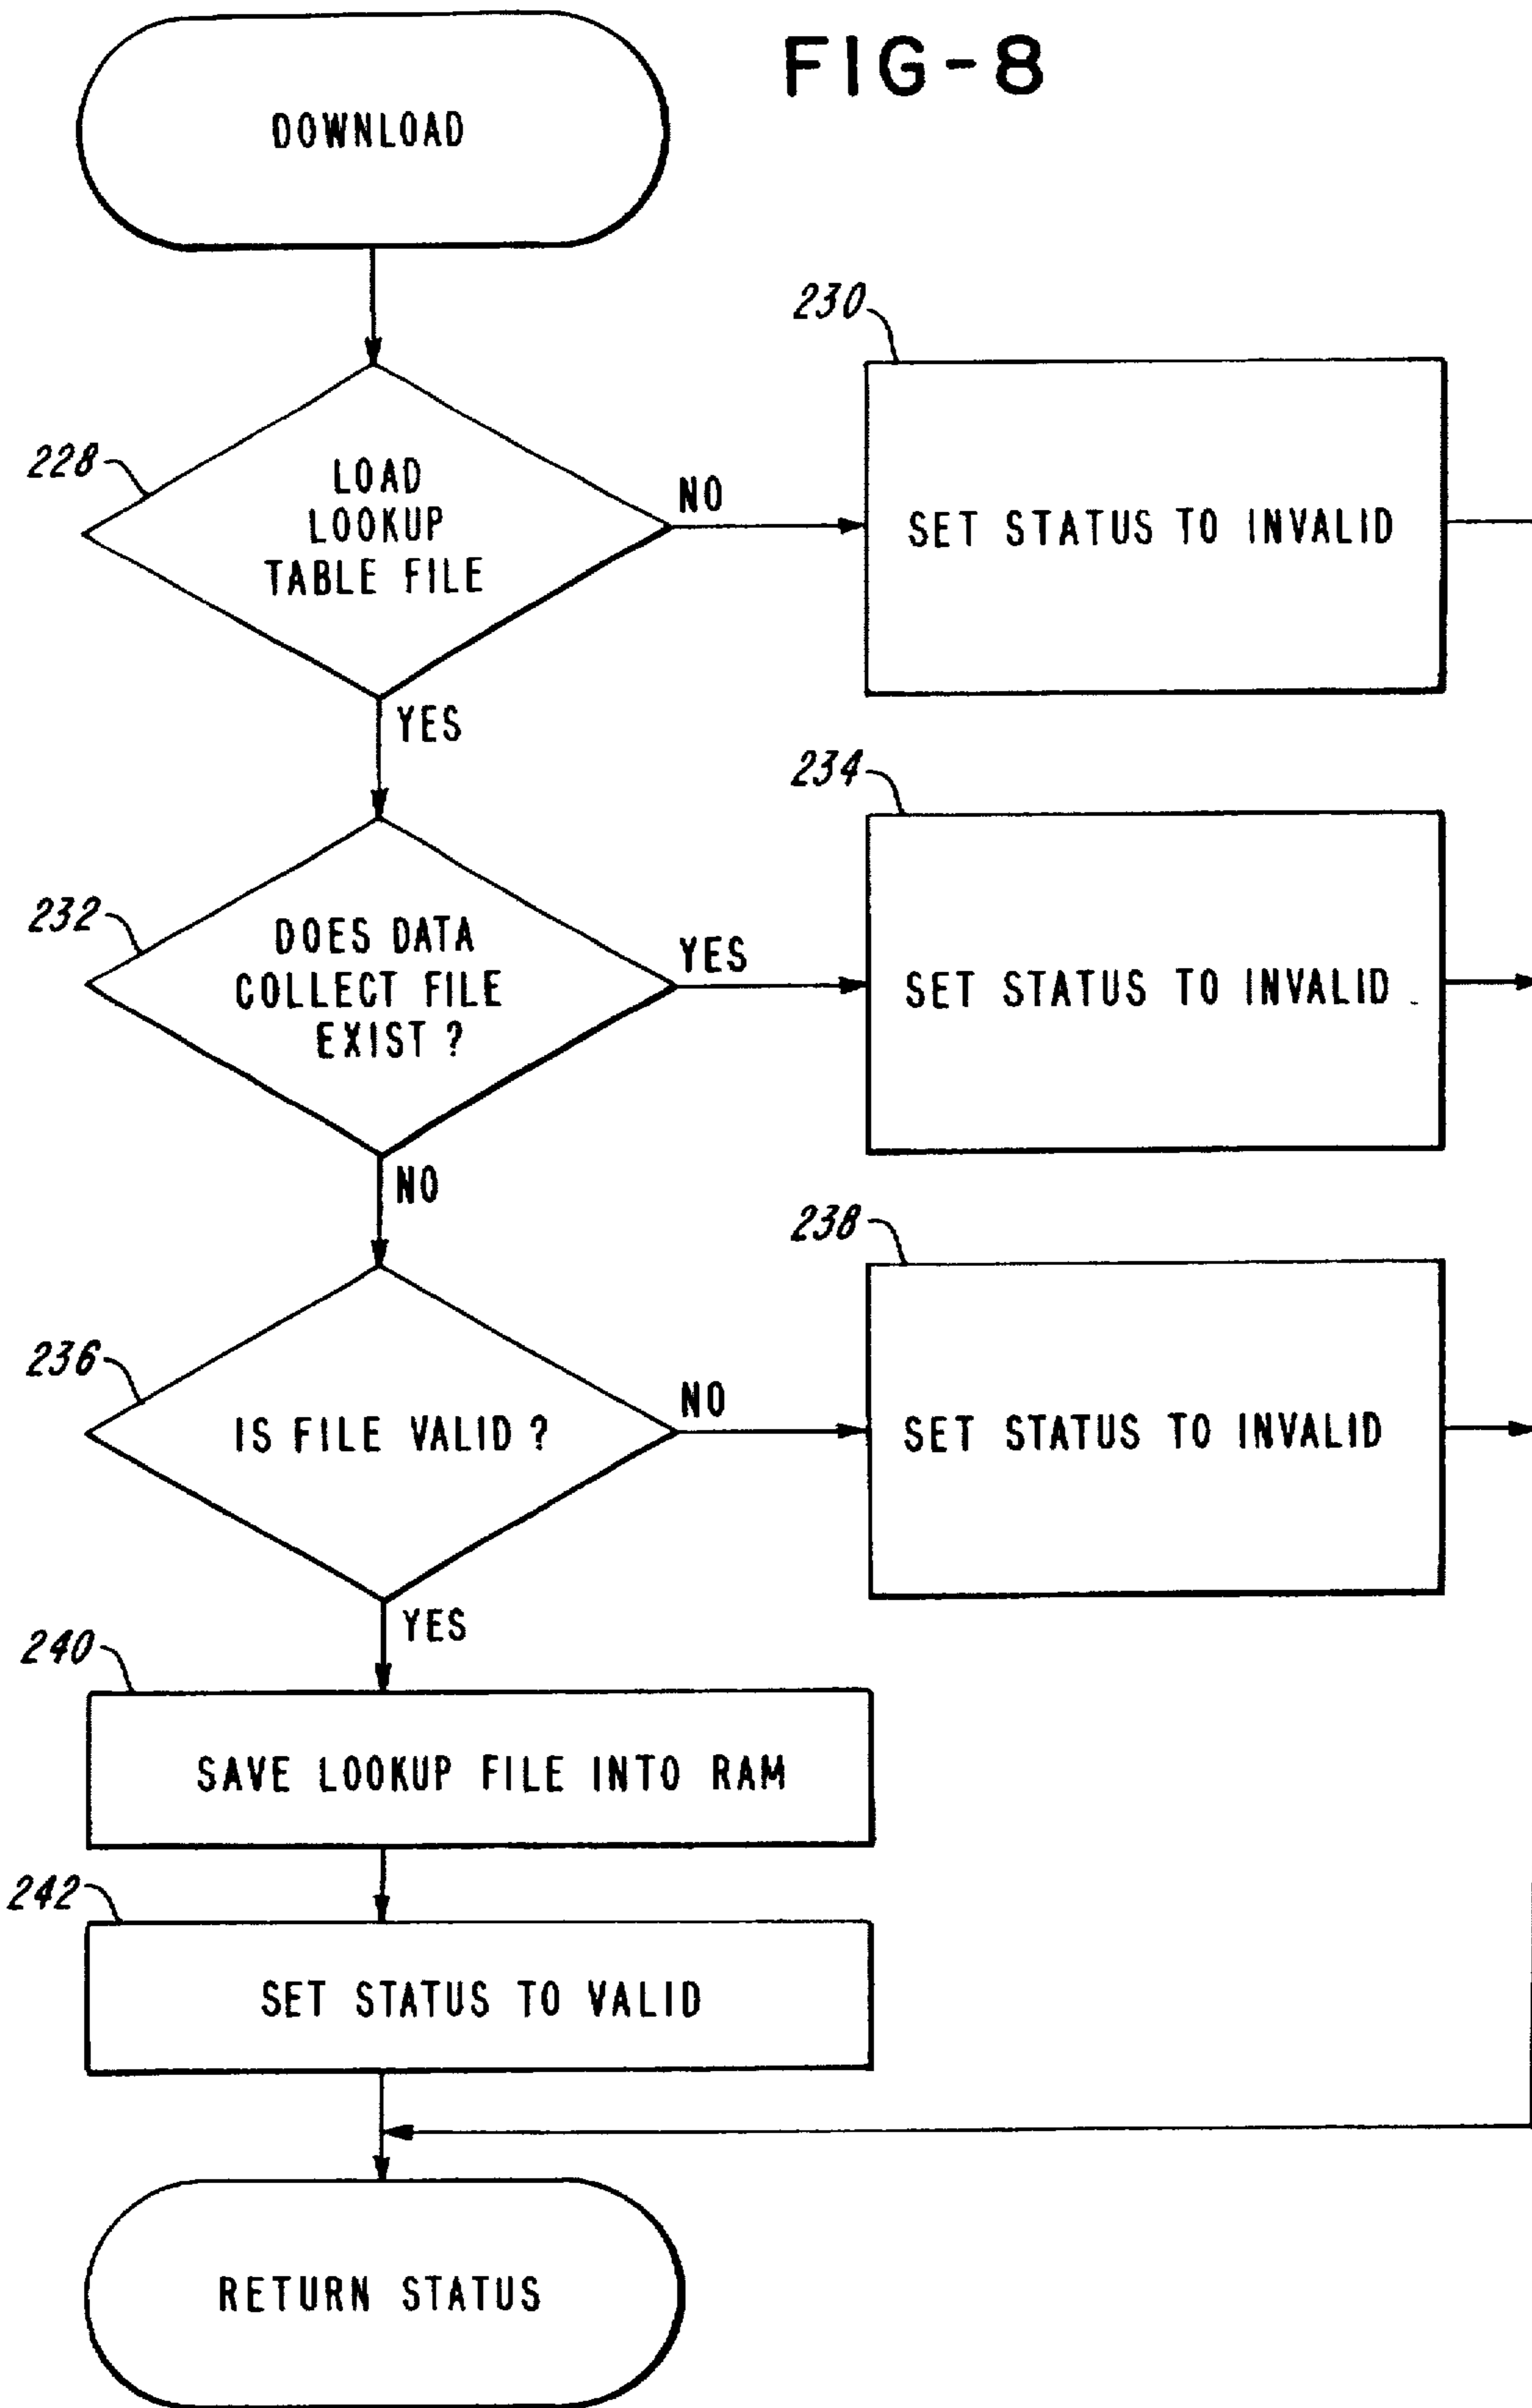 FIG-8
DOWNLOAD
230
228
LOAD
LOOKUP
TABLE FILE
NO
SET STATUS TO INVALID
YES
234
232
DOES DATA
COLLECT FILE
EXIST ?
YES
SET STATUS TO INVALID
NO
238
236
IS FILE VALID ?
NO
SET STATUS TO INVALID
YES
240
SAVE LOOKUP FILE INTO RAM
242
SET STATUS TO VALID
RETURN STATUS